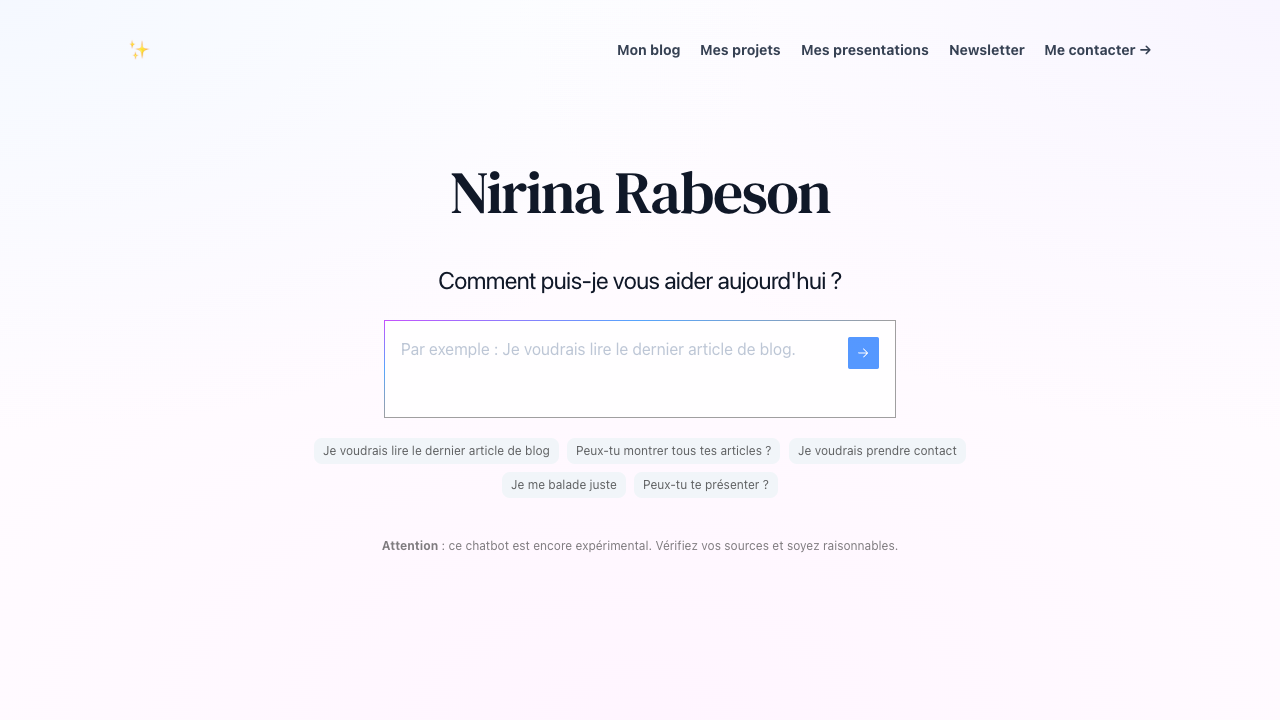 Mon blog Mes projets Mes presentations Newsletter Me contacter →
Nirina Rabeson
Comment puis-je vous aider aujourd'hui ?
Par exemple : Je voudrais lire le dernier article de blog.
Je voudrais lire le dernier article de blog Peux-tu montrer tous tes articles ? Je voudrais prendre contact
Je me balade juste Peux-tu te présenter ?
Attention : ce chatbot est encore expérimental. Vérifiez vos sources et soyez raisonnables.